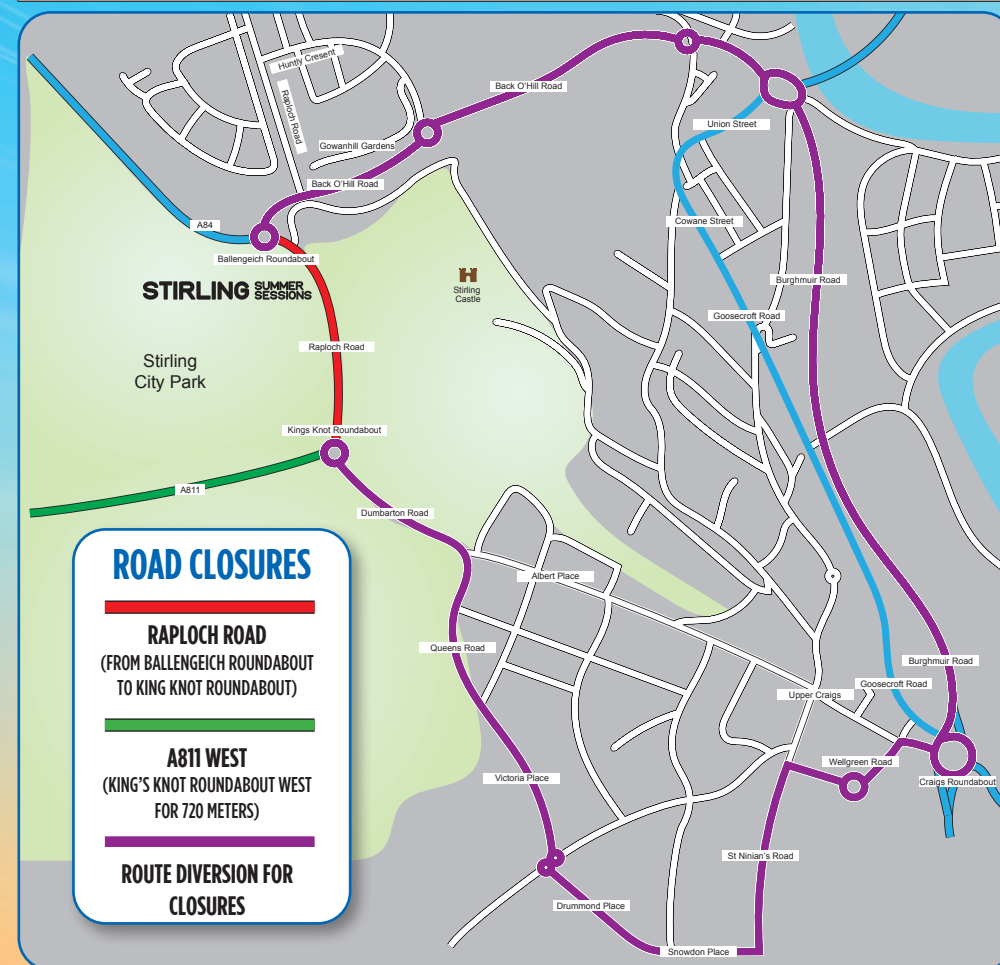 Huntly Cresent
Raploch Road
Back O'Hill Road
Gowanhill Gardens
Union Street
Back O'Hill Road
A84
Cowane Street
Ballengeich Roundabout
STIRLING SUMMER
SESSIONS
Stirling
Castle
Burghmuir Road
Goosecroft Road
Raploch Road
Stirling
City Park
Kings Knot Roundabout
A811
Dumbarton Road
Albert Place
Queens Road
Burghmuir Road
Goosecroft Road
Upper Craigs
Wellgreen Road
Craigs Roundabout
Victoria Place
St Ninian's Road
Drummond Place
Snowdon Place
ROAD CLOSURES
RAPLOCH ROAD
(FROM BALLENGEICH ROUNDABOUT
TO KING KNOT ROUNDABOUT)
A811 WEST
(KING'S KNOT ROUNDABOUT WEST
FOR 720 METERS)
ROUTE DIVERSION FOR
CLOSURES